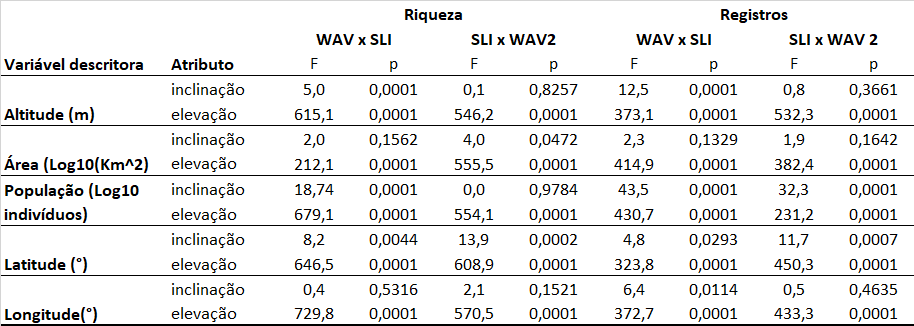 Riqueza Registros
WAV x SLI SLI x WAV2 WAV x SLI SLI x WAV 2
Variável descritora Atributo F p F p F p F p
inclinação 5,0 0,0001 0,1 0,8257 12,5 0,0001 0,8 0,3661
Altitude (m) elevação 615,1 0,0001 546,2 0,0001 373,1 0,0001 532,3 0,0001
inclinação 2,0 0,1562 4,0 0,0472 2,3 0,1329 1,9 0,1642
Área (Log10(Km^2) elevação 212,1 0,0001 555,5 0,0001 414,9 0,0001 382,4 0,0001
População (Log10 inclinação 18,74 0,0001 0,0 0,9784 43,5 0,0001 32,3 0,0001
indivíduos) elevação 679,1 0,0001 554,1 0,0001 430,7 0,0001 231,2 0,0001
inclinação 8,2 0,0044 13,9 0,0002 4,8 0,0293 11,7 0,0007
Latitude (°) elevação 646,5 0,0001 608,9 0,0001 323,8 0,0001 450,3 0,0001
inclinação 0,4 0,5316 2,1 0,1521 6,4 0,0114 0,5 0,4635
Longitude(°) elevação 729,8 0,0001 570,5 0,0001 372,7 0,0001 433,3 0,0001